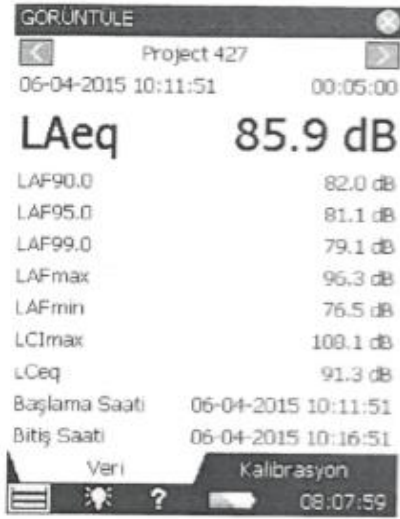 GÖRÜNTÜLE
Project 427
06-04-2015 10:11:51 00:05:00
LAeq 85.9 dB
LAF90.0 82.0 dB
LAF95.0 81.1 dB
LAF99.0 79.1 dB
LAFmax 96.3 dB
LAFmin 76.5 dB
LCImax 108.1 dB
LCeq 91.3 dB
Başlama Saati 06-04-2015 10:11:51
Bitiş Saati 06-04-2015 10:16:51
Veri Kalibrasyon
? 08:07:59